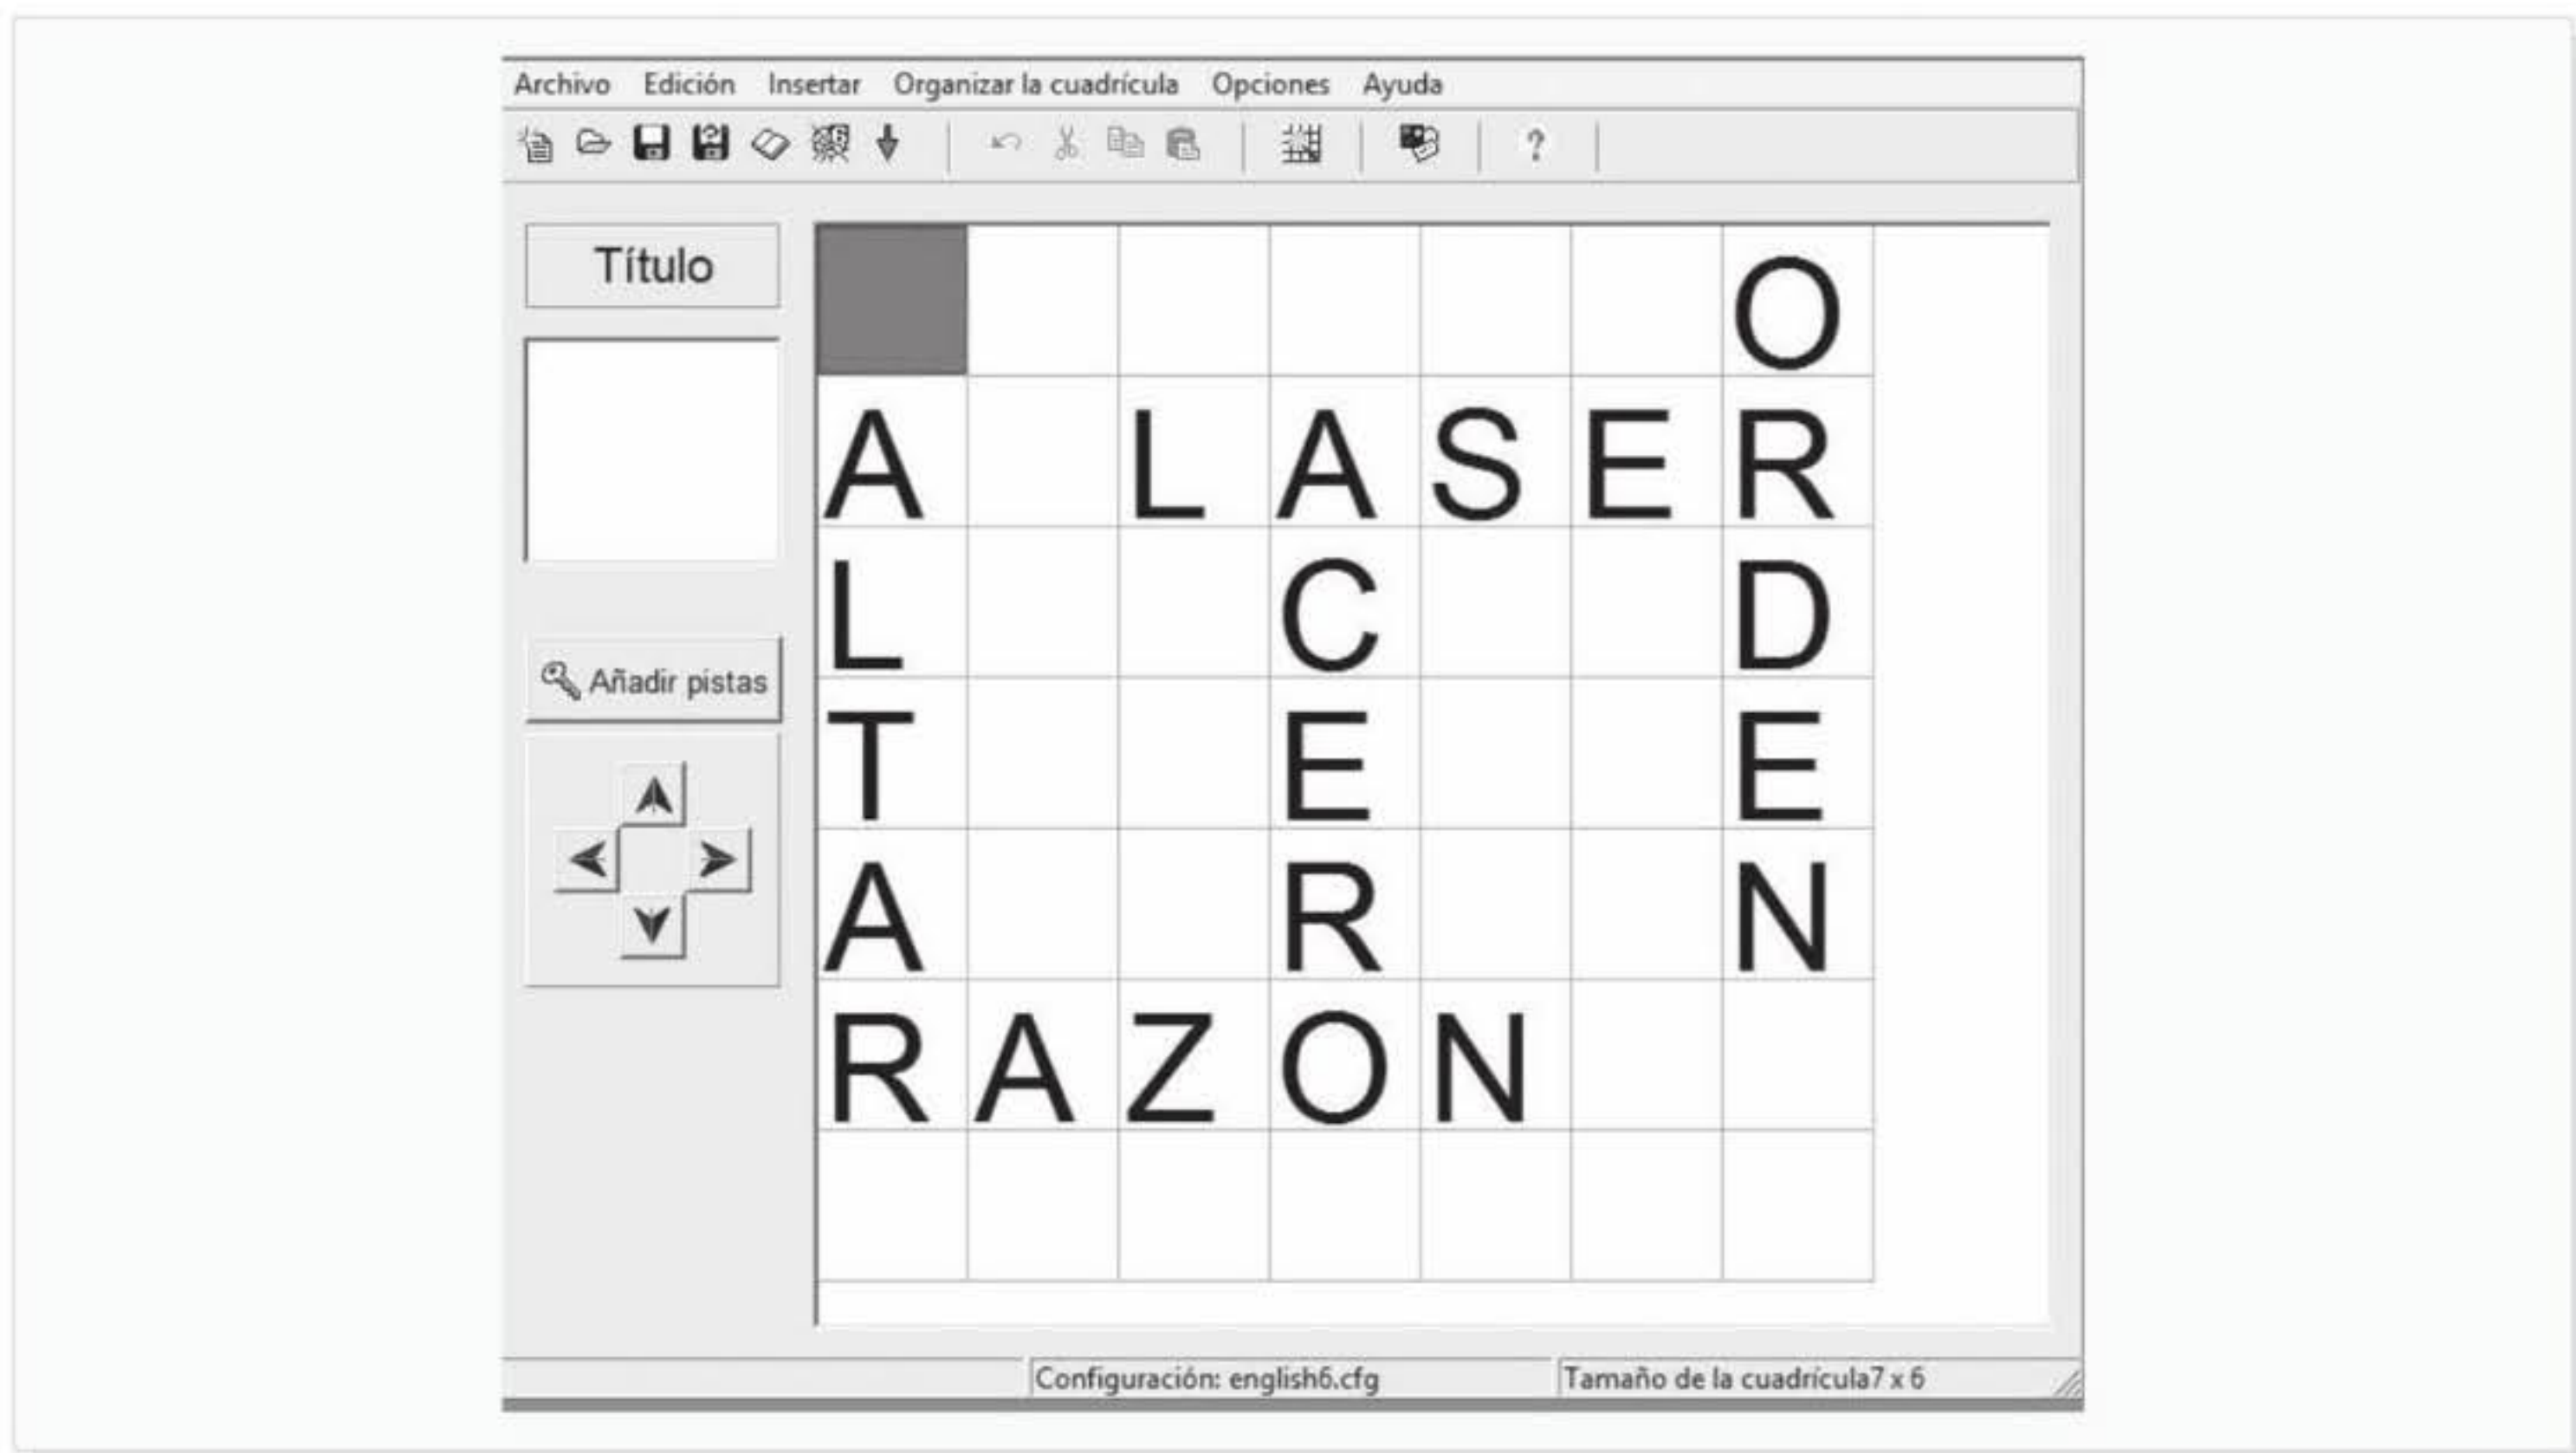 Archivo Edición Insertar Organizar la cuadrícula Opciones Ayuda
?
Título
Añadir pistas
O
A L A S E R
L C D
T E E
A R N
R A Z O N
Configuración: english6.cfg Tamaño de la cuadrícula7 x 6